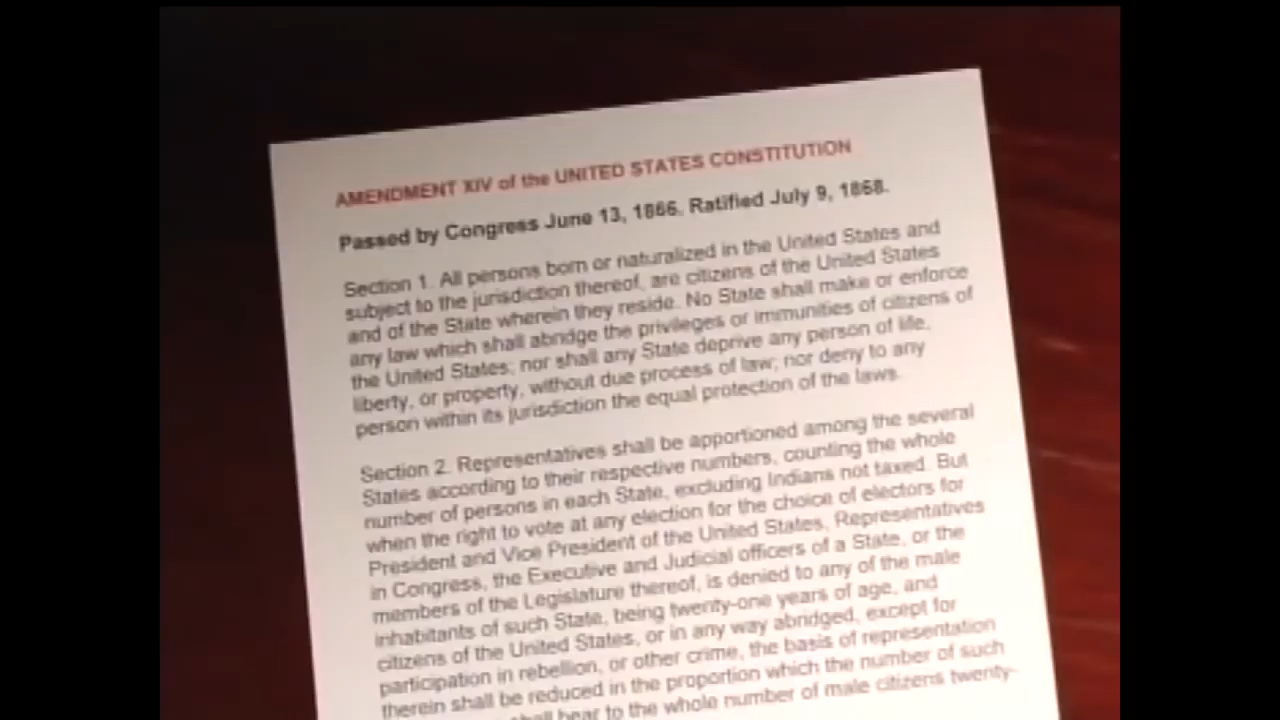 AMENDMENT XIV of the UNITED STATES CONSTITUTION
Passed by Congress June 13, 1866. Ratified July 9, 1868.
Section 1. All persons born or naturalized in the United States and
subject to the jurisdiction thereof, are citizens of the United States
and of the State wherein they reside. No State shall make or enforce
any law which shall abridge the privileges or immunities of citizens of
the United States; nor shall any State deprive any person of life,
liberty, or property, without due process of law; nor deny to any
person within its jurisdiction the equal protection of the laws.
Section 2. Representatives shall be apportioned among the several
States according to their respective numbers, counting the whole
number of persons in each State, excluding Indians not taxed. But
when the right to vote at any election for the choice of electors for
President and Vice President of the United States, Representatives
in Congress, the Executive and Judicial officers of a State, or the
members of the Legislature thereof, is denied to any of the male
inhabitants of such State, being twenty-one years of age, and
citizens of the United States, or in any way abridged, except for
participation in rebellion, or other crime, the basis of representation
therein shall be reduced in the proportion which the number of such
shall bear to the whole number of male citizens twenty-